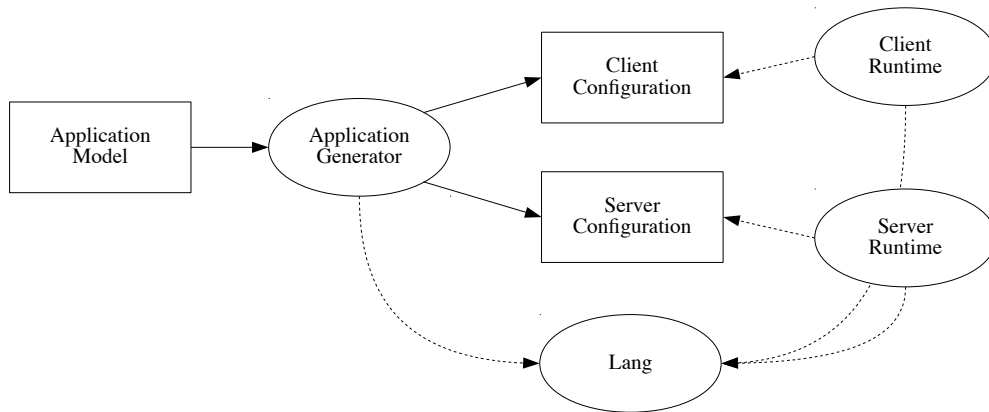 Application
Model
Application
Generator
Client
Configuration
Server
Configuration
Client
Runtime
Server
Runtime
Lang